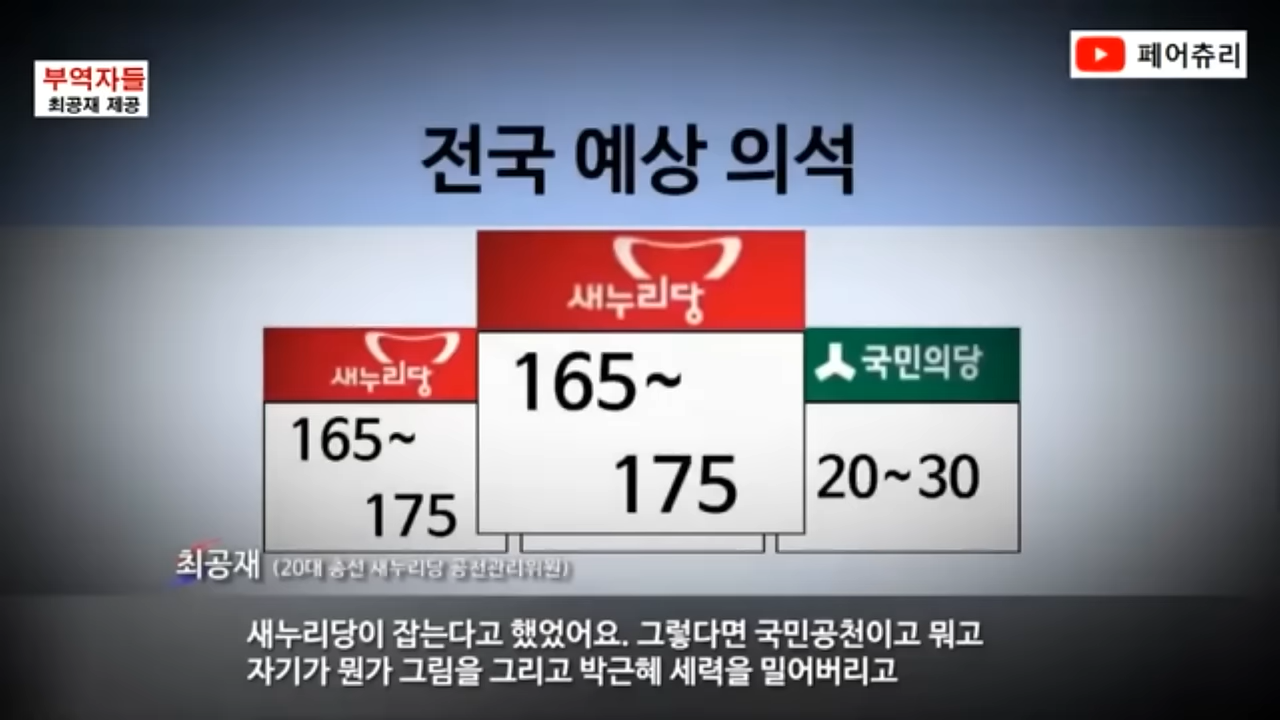 부역자들
최공재 제공
페어츄리
전국 예상 의석
새누리당
165~
175
새누리당
165~
175
국민의당
20~30
최공재 (20대 총선 새누리당 공천관리위원)
새누리당이 잡는다고 했었어요. 그렇다면 국민공천이고 뭐고
자기가 뭔가 그림을 그리고 박근혜 세력을 밀어버리고